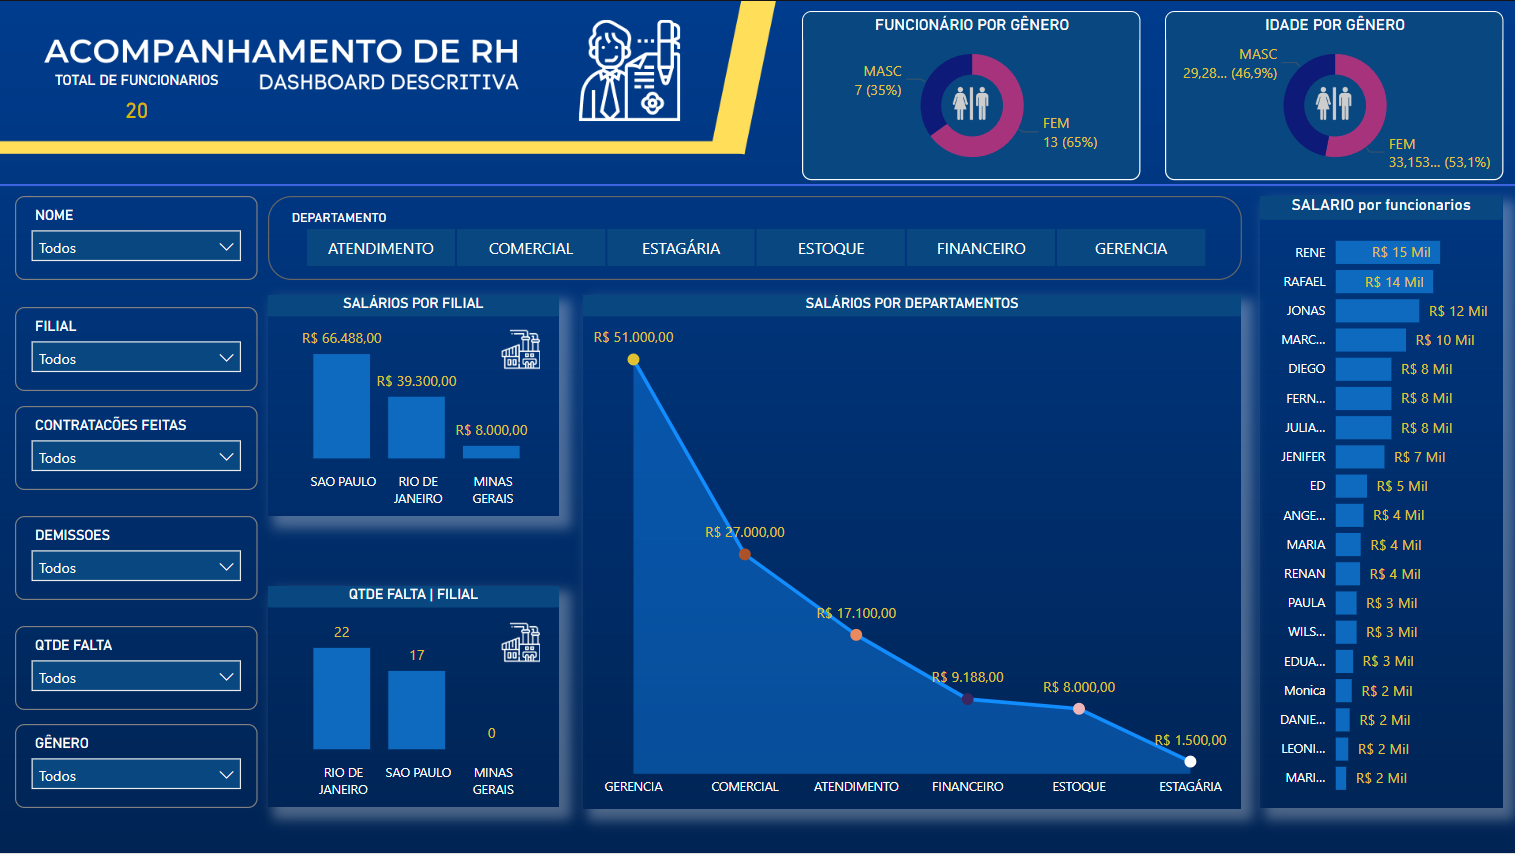 ACOMPANHAMENTO DE RH
TOTAL DE FUNCIONARIOS
DASHBOARD DESCRITIVA
20
FUNCIONÁRIO POR GÊNERO
MASC
7 (35%)
FEM
13 (65%)
IDADE POR GÊNERO
MASC
29,28... (46,9%)
FEM
33,153... (53,1%)
NOME
Todos
FILIAL
Todos
CONTRATACÕES FEITAS
Todos
DEMISSOES
Todos
QTDE FALTA
Todos
GÊNERO
Todos
DEPARTAMENTO
ATENDIMENTO
COMERCIAL
ESTAGÁRIA
ESTOQUE
FINANCEIRO
GERENCIA
SALÁRIOS POR FILIAL
R$ 66.488,00
R$ 39.300,00
R$ 8.000,00
SAO PAULO
RIO DE
JANEIRO
MINAS
GERAIS
QTDE FALTA | FILIAL
22
17
0
RIO DE
JANEIRO
SAO PAULO
MINAS
GERAIS
SALÁRIOS POR DEPARTAMENTOS
R$ 51.000,00
R$ 27.000,00
R$ 17.100,00
R$ 9.188,00
R$ 8.000,00
R$ 1.500,00
GERENCIA
COMERCIAL
ATENDIMENTO
FINANCEIRO
ESTOQUE
ESTAGÁRIA
SALARIO por funcionarios
RENE R$ 15 Mil
RAFAEL R$ 14 Mil
JONAS R$ 12 Mil
MARC... R$ 10 Mil
DIEGO R$ 8 Mil
FERN... R$ 8 Mil
JULIA... R$ 8 Mil
JENIFER R$ 7 Mil
ED R$ 5 Mil
ANGE... R$ 4 Mil
MARIA R$ 4 Mil
RENAN R$ 4 Mil
PAULA R$ 3 Mil
WILS... R$ 3 Mil
EDUA... R$ 3 Mil
Monica R$ 2 Mil
DANIE... R$ 2 Mil
LEONI... R$ 2 Mil
MARI... R$ 2 Mil